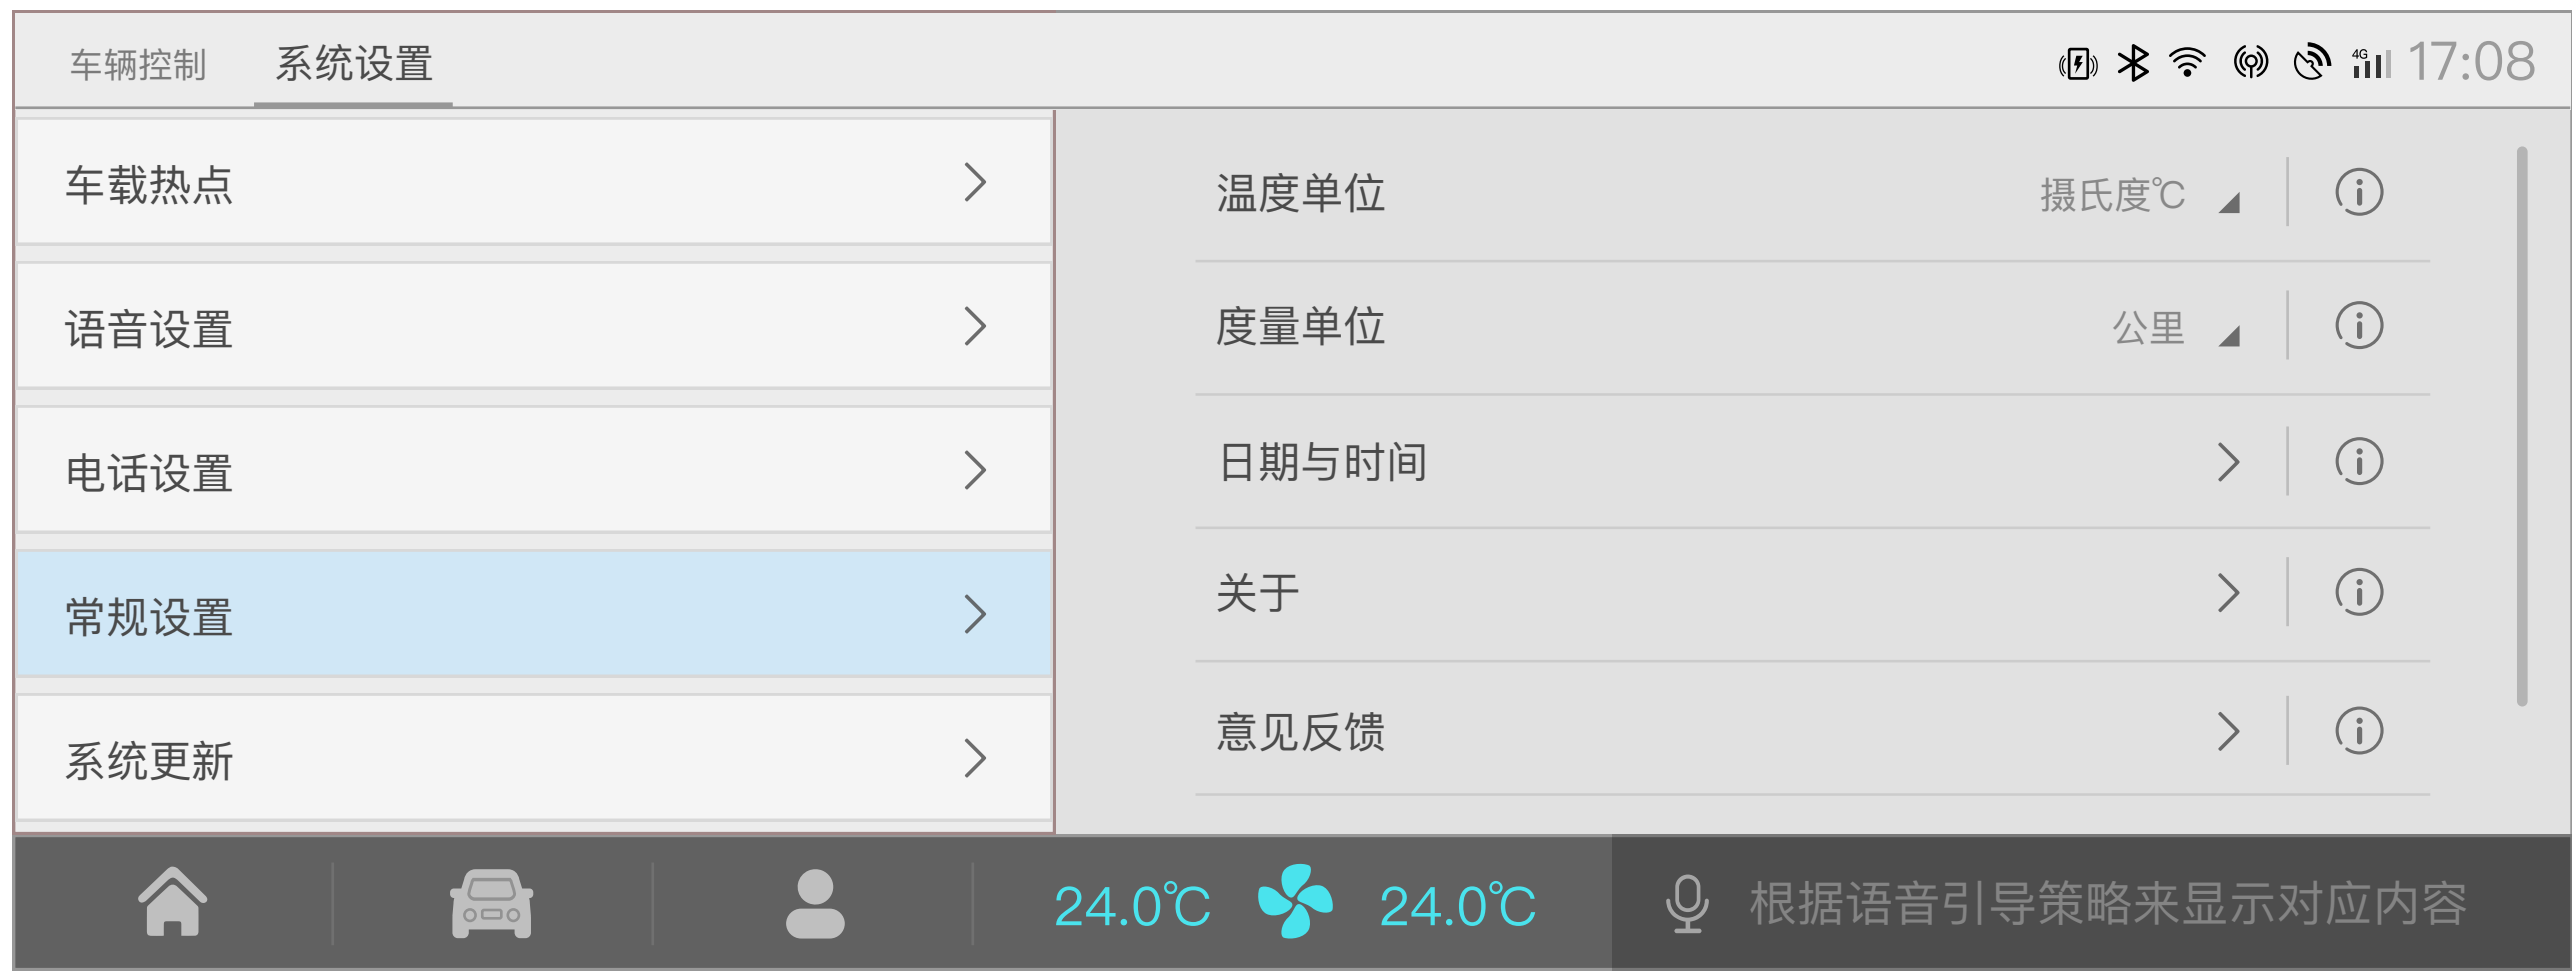 车辆控制 系统设置 4G 17:08
车载热点
语音设置
电话设置
常规设置
系统更新
温度单位 摄氏度℃
度量单位 公里
日期与时间
关于
意见反馈
24.0℃ 24.0℃ 根据语音引导策略来显示对应内容